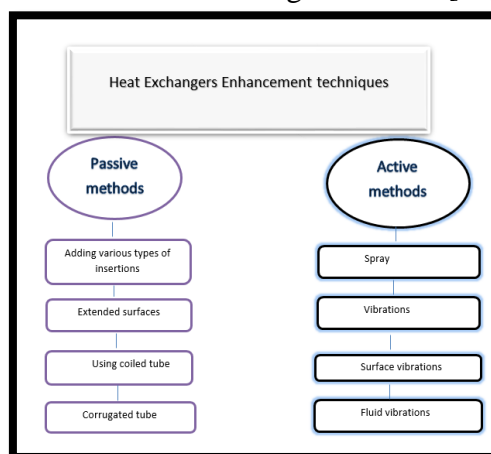 Heat Exchangers Enhancement techniques
Passive
methods
Adding various types of
insertions
Extended surfaces
Using coiled tube
Corrugated tube
Active
methods
Spray
Vibrations
Surface vibrations
Fluid vibrations